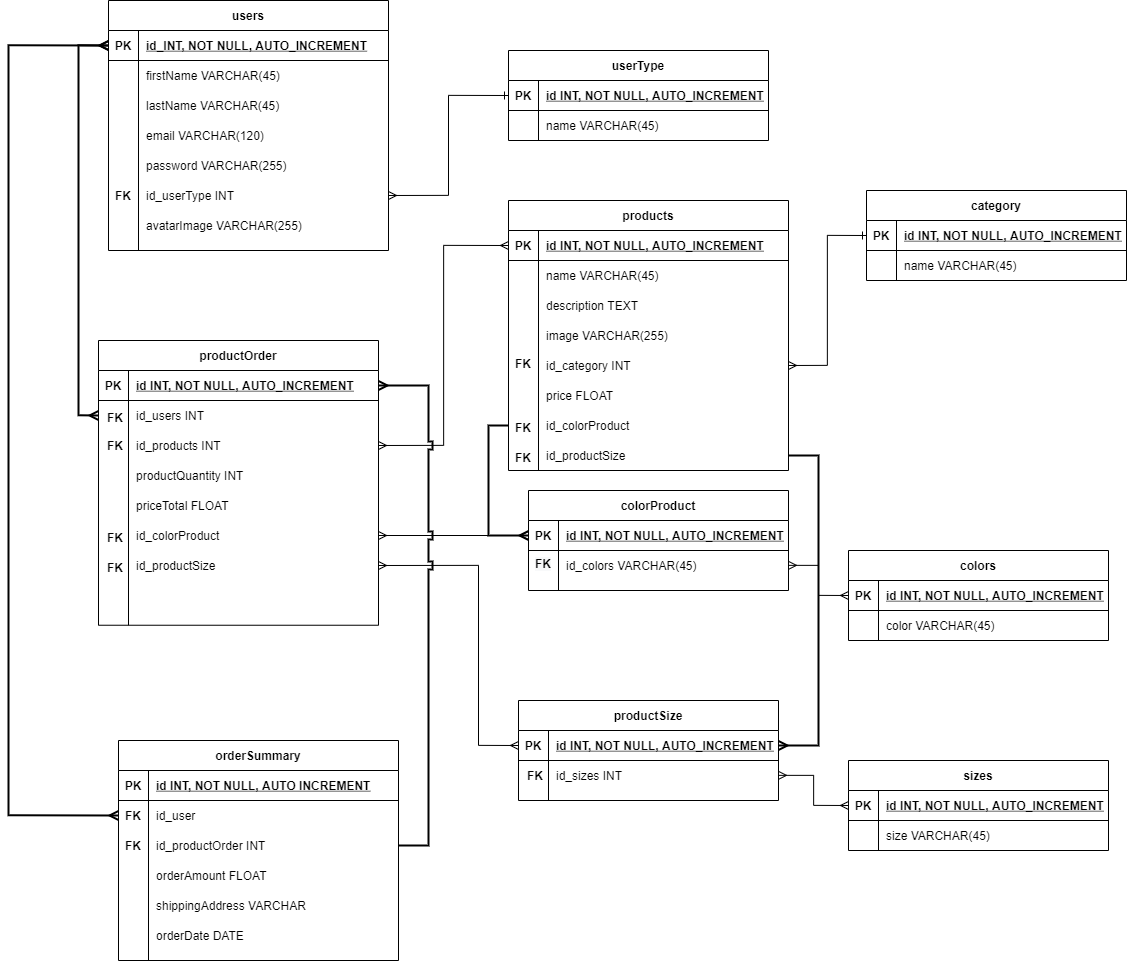 users
PK id_INT, NOT NULL, AUTO_INCREMENT
firstName VARCHAR(45)
lastName VARCHAR(45)
email VARCHAR(120)
password VARCHAR(255)
FK id_userType INT
avatarImage VARCHAR(255)
userType
PK id INT, NOT NULL, AUTO_INCREMENT
name VARCHAR(45)
products
PK id INT, NOT NULL, AUTO_INCREMENT
name VARCHAR(45)
description TEXT
image VARCHAR(255)
FK id_category INT
price FLOAT
FK id_colorProduct
FK id_productSize
category
PK id INT, NOT NULL, AUTO_INCREMENT
name VARCHAR(45)
productOrder
PK id INT, NOT NULL, AUTO_INCREMENT
FK id_users INT
FK id_products INT
productQuantity INT
priceTotal FLOAT
FK id_colorProduct
FK id_productSize
colorProduct
PK id INT, NOT NULL, AUTO_INCREMENT
FK id_colors VARCHAR(45)
colors
PK id INT, NOT NULL, AUTO_INCREMENT
color VARCHAR(45)
productSize
PK id INT, NOT NULL, AUTO_INCREMENT
FK id_sizes INT
sizes
PK id INT, NOT NULL, AUTO_INCREMENT
size VARCHAR(45)
orderSummary
PK id INT, NOT NULL, AUTO INCREMENT
FK id_user
FK id_productOrder INT
orderAmount FLOAT
shippingAddress VARCHAR
orderDate DATE